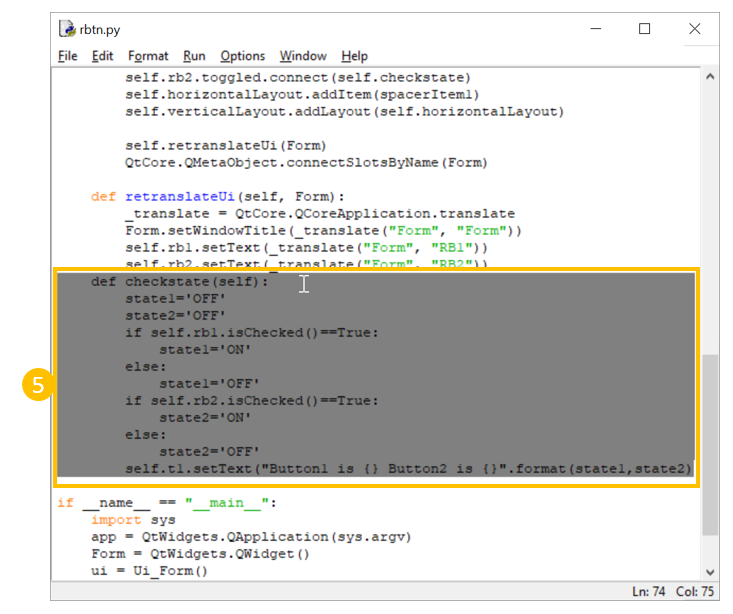 rbtn.py
File Edit Format Run Options Window Help
        self.rb2.toggled.connect(self.checkstate)
        self.horizontalLayout.addItem(spacerItem1)
        self.verticalLayout.addLayout(self.horizontalLayout)

        self.retranslateUi(Form)
        QtCore.QMetaObject.connectSlotsByName(Form)

    def retranslateUi(self, Form):
        _translate = QtCore.QCoreApplication.translate
        Form.setWindowTitle(_translate("Form", "Form"))
        self.rb1.setText(_translate("Form", "RB1"))
        self.rb2.setText(_translate("Form", "RB2"))
    def checkstate(self):
        state1='OFF'
        state2='OFF'
        if self.rb1.isChecked()==True:
            state1='ON'
        else:
            state1='OFF'
        if self.rb2.isChecked()==True:
            state2='ON'
        else:
            state2='OFF'
        self.t1.setText("Button1 is {} Button2 is {}".format(state1,state2)
5
if __name__ == "__main__":
    import sys
    app = QtWidgets.QApplication(sys.argv)
    Form = QtWidgets.QWidget()
    ui = Ui_Form()
Ln: 74 Col: 75